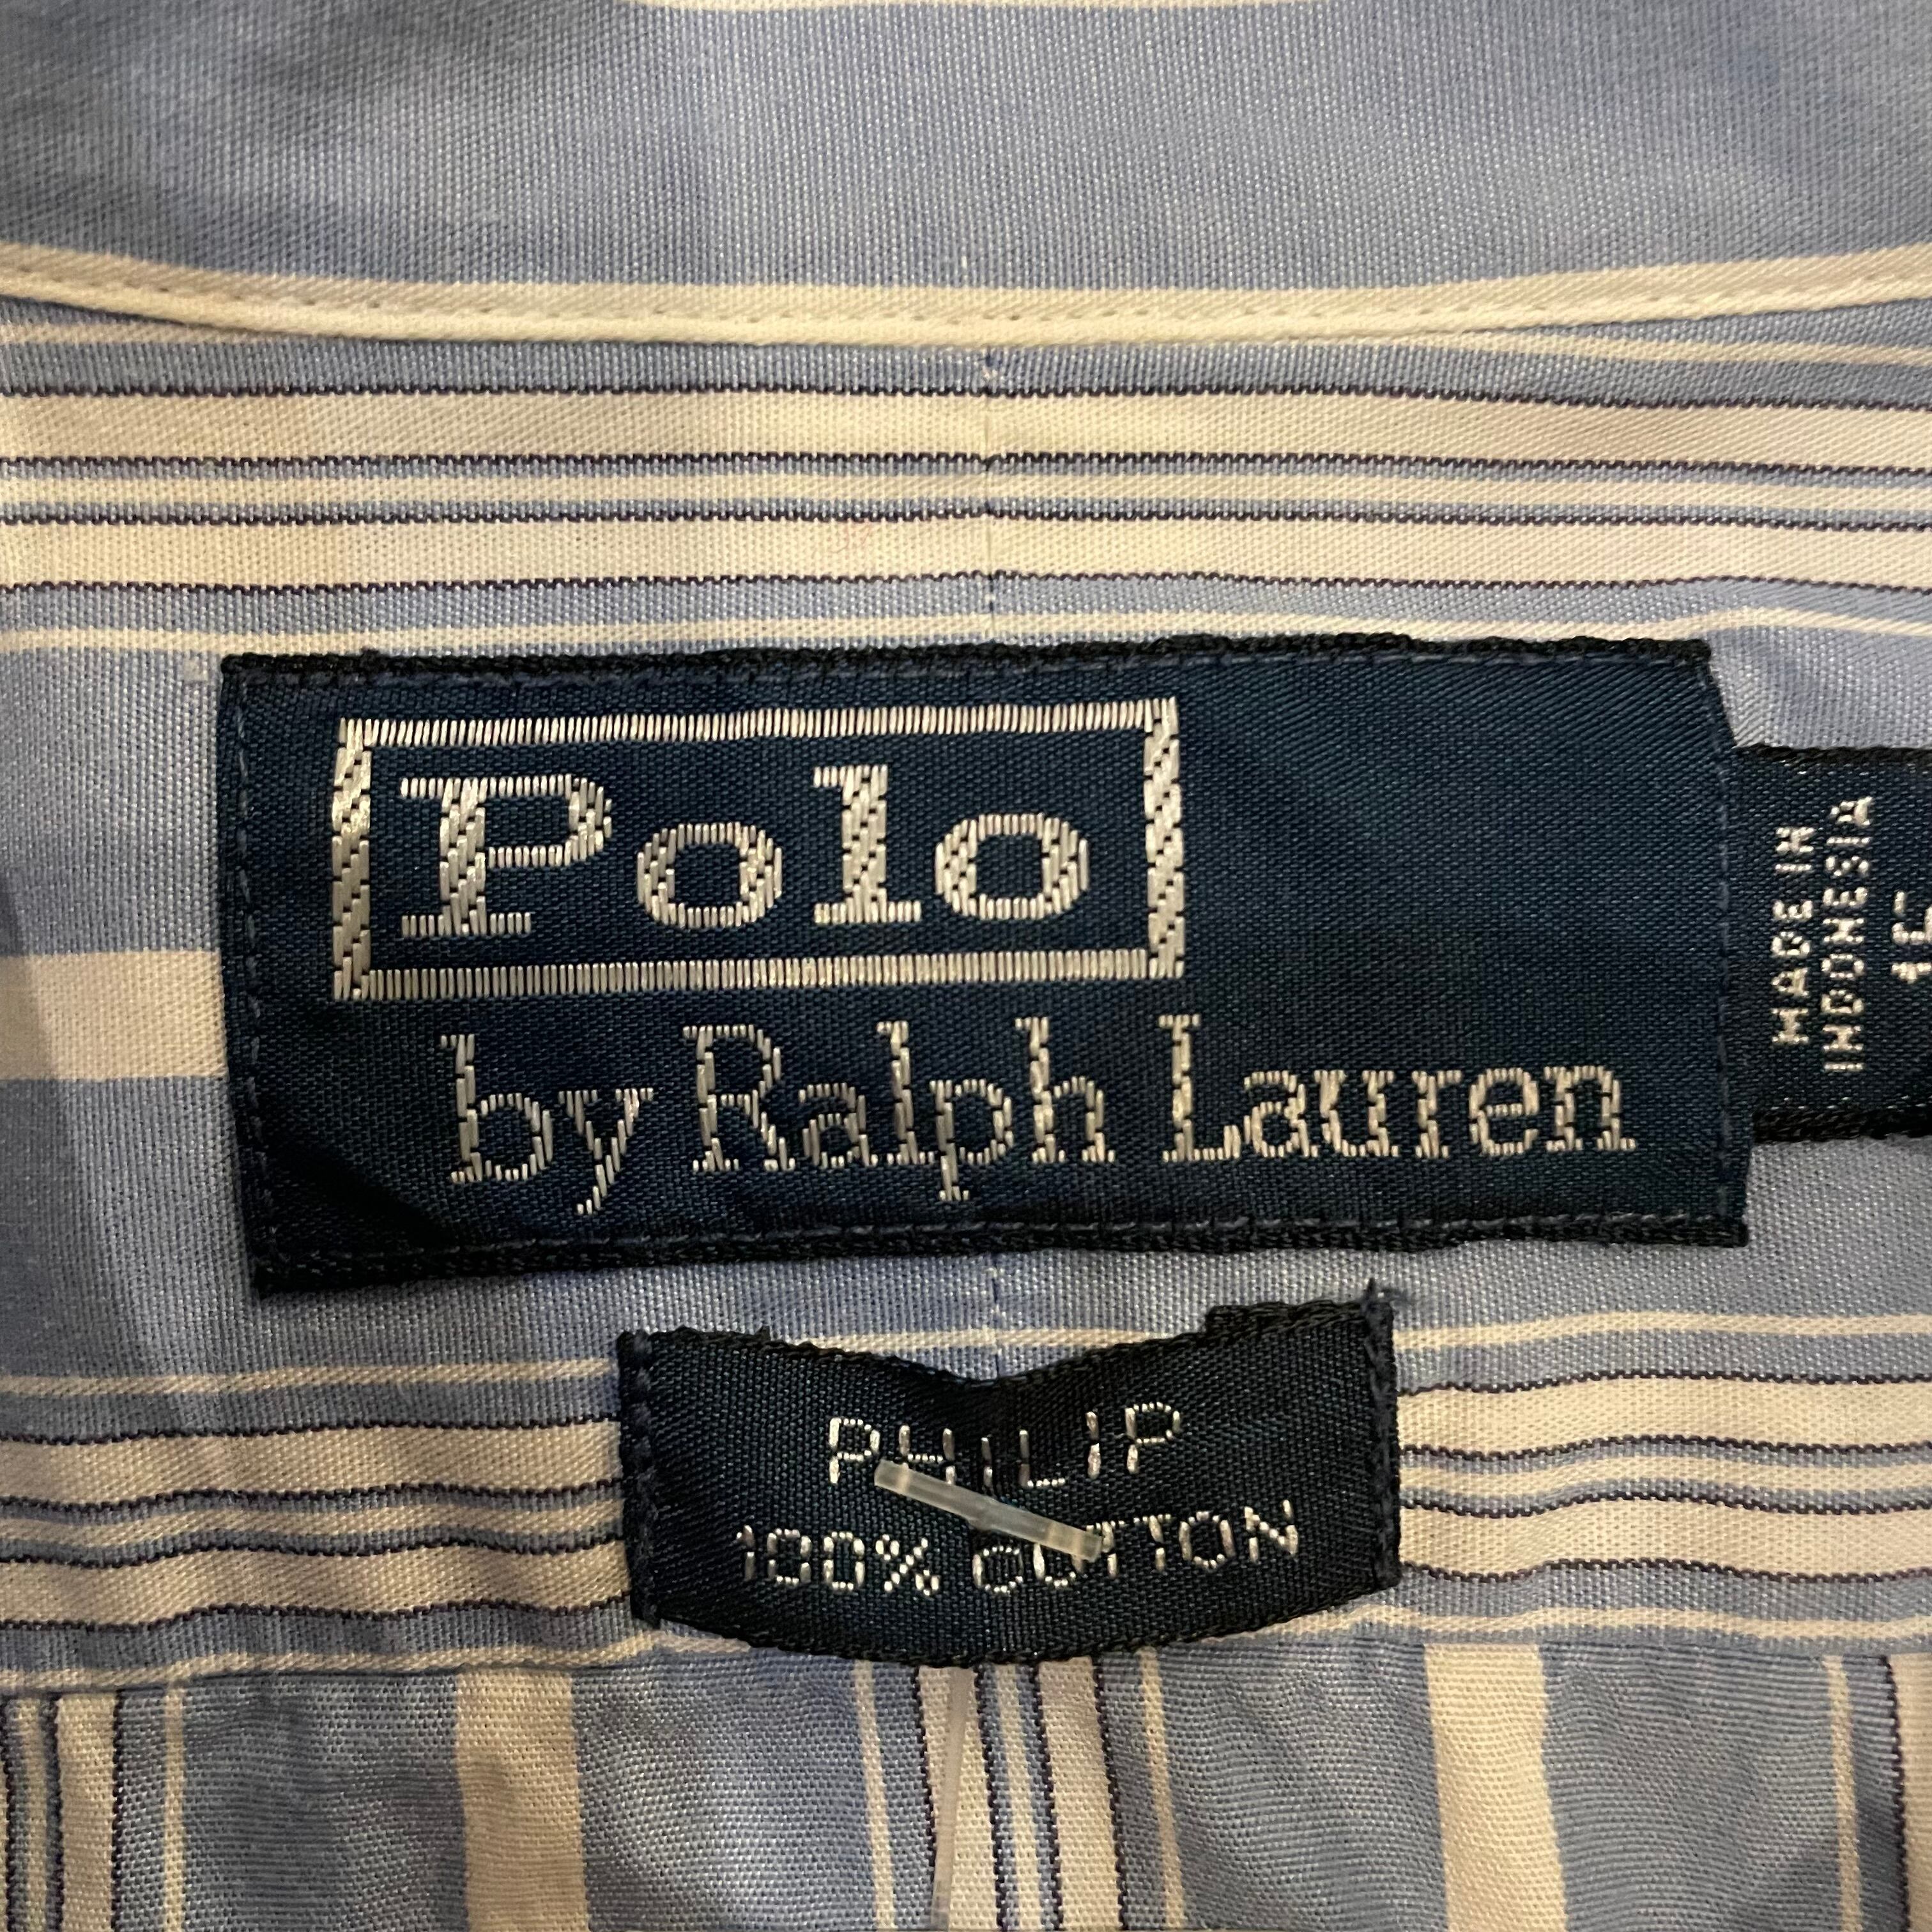 Polo
by Ralph Lauren
MADE IN
INDONESIA
PHILIP
100% COTTON